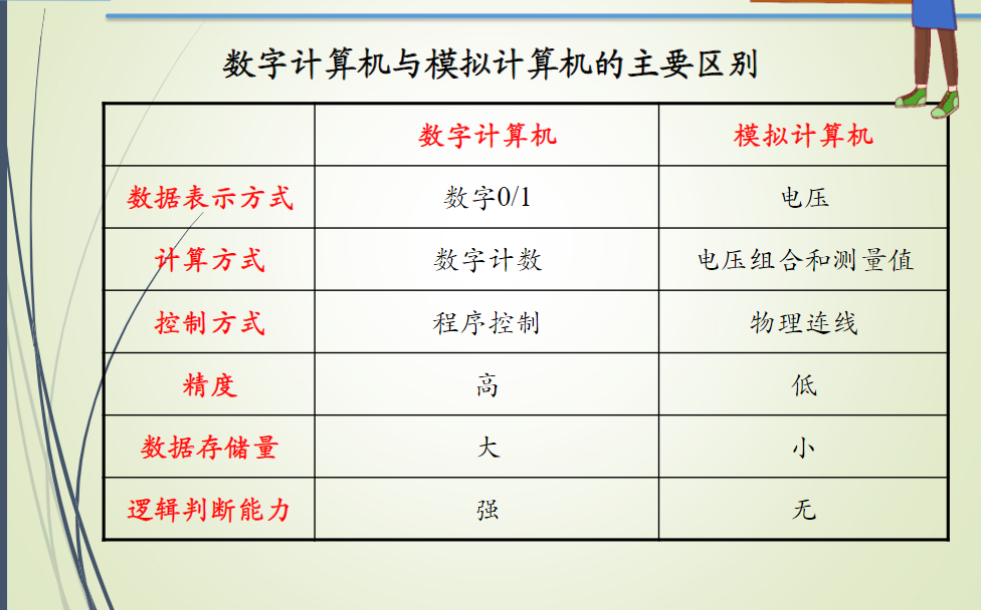 数字计算机与模拟计算机的主要区别
数字计算机 模拟计算机
数据表示方式 数字0/1 电压
计算方式 数字计数 电压组合和测量值
控制方式 程序控制 物理连线
精度 高 低
数据存储量 大 小
逻辑判断能力 强 无